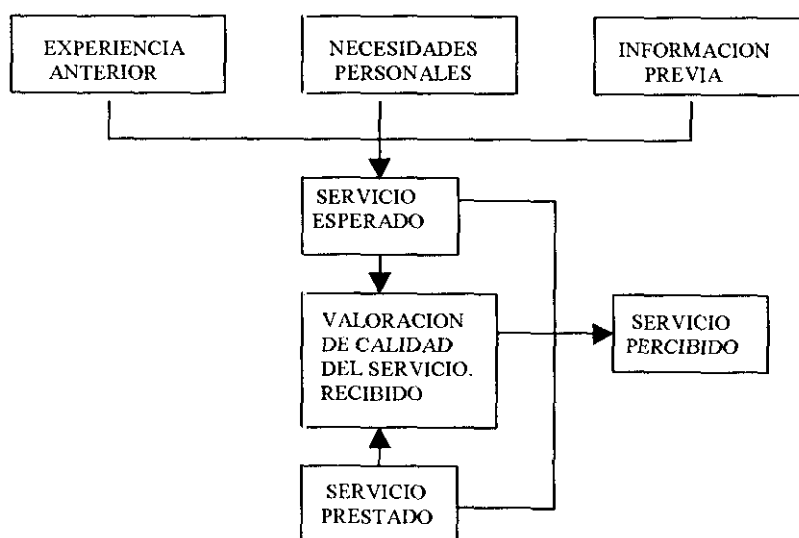 EXPERIENCIA
ANTERIOR
NECESIDADES
PERSONALES
INFORMACION
PREVIA
SERVICIO
ESPERADO
VALORACION
DE CALIDAD
DEL SERVICIO.
RECIBIDO
SERVICIO
PERCIBIDO
SERVICIO
PRESTADO